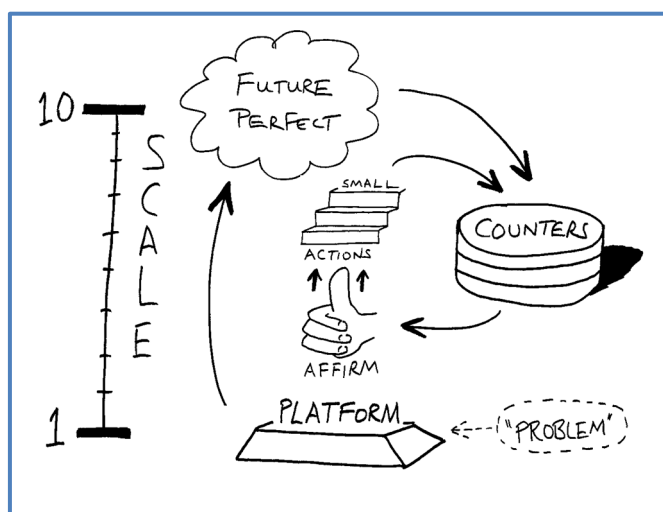 10
SCALE
1
FUTURE
PERFECT
SMALL
ACTIONS
COUNTERS
AFFIRM
PLATFORM
"PROBLEM"